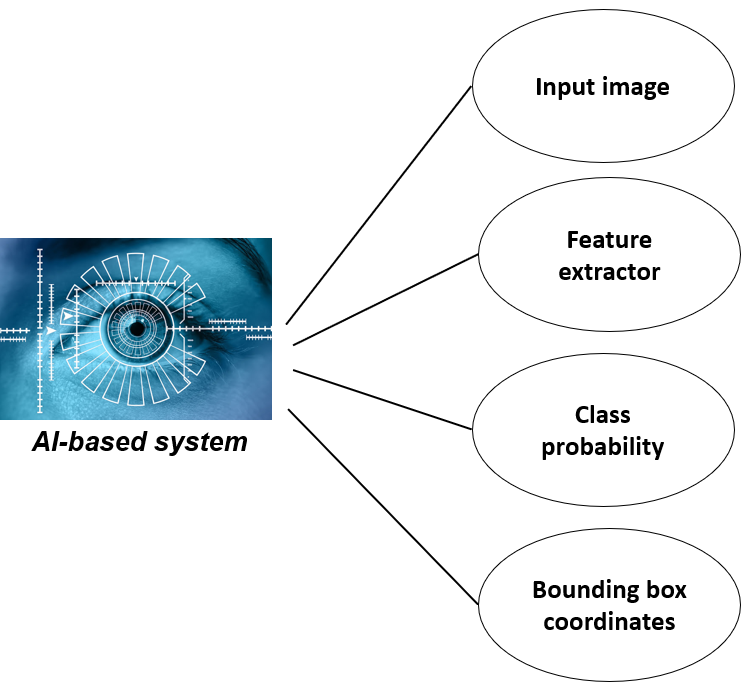 Input image
Feature
extractor
AI-based system
Class
probability
Bounding box
coordinates